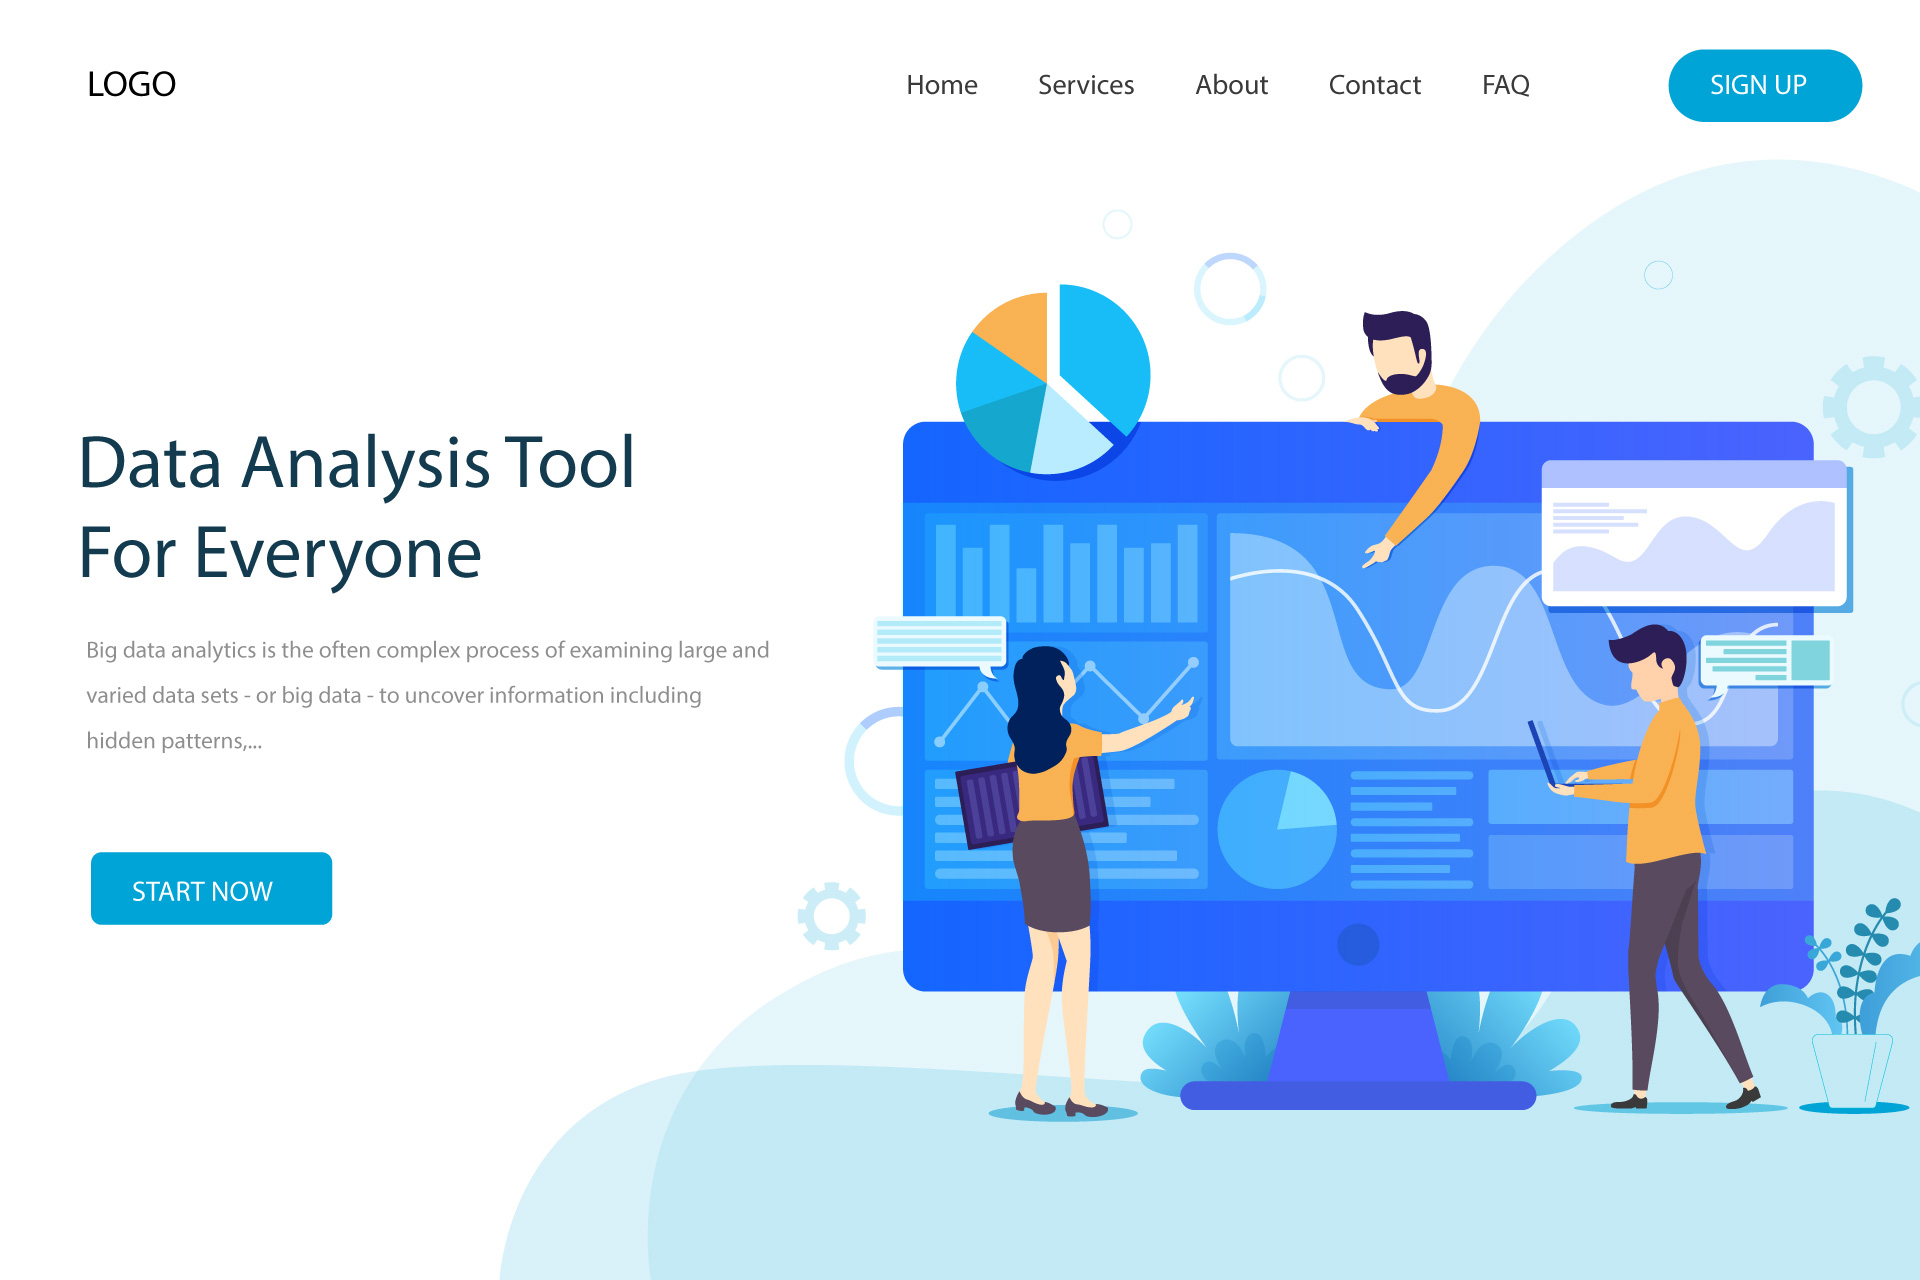 LOGO
Home
Services
About
Contact
FAQ
SIGN UP
Data Analysis Tool
For Everyone
Big data analytics is the often complex process of examining large and
varied data sets - or big data - to uncover information including
hidden patterns,...
START NOW